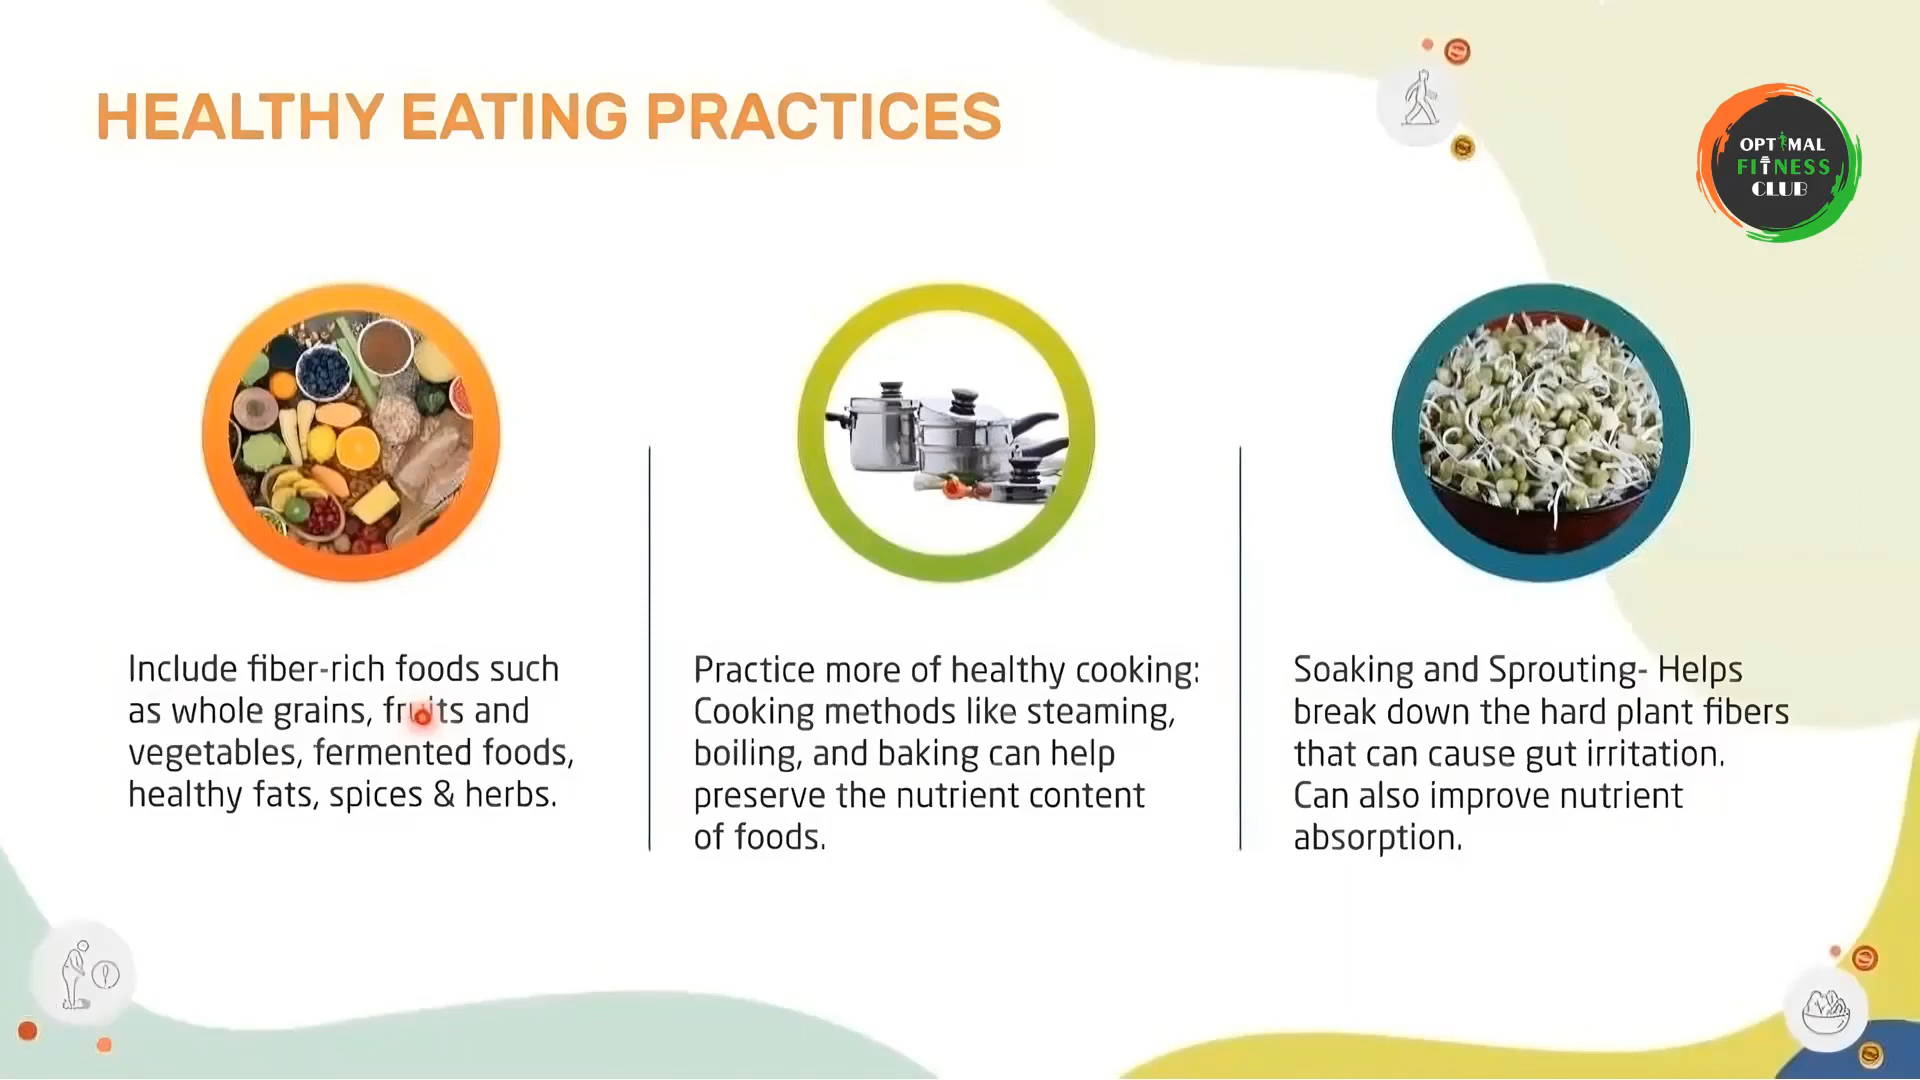 HEALTHY EATING PRACTICES
OPTIMAL
FITNESS
CLUB
Include fiber-rich foods such
as whole grains, fruits and
vegetables, fermented foods,
healthy fats, spices & herbs.
Practice more of healthy cooking:
Cooking methods like steaming,
boiling, and baking can help
preserve the nutrient content
of foods.
Soaking and Sprouting- Helps
break down the hard plant fibers
that can cause gut irritation.
Can also improve nutrient
absorption.